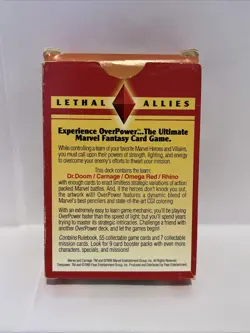 LETHAL ALLIES
Experience OverPower...The Ultimate
Marvel Fantasy Card Game.
While controlling a team of your favorite Marvel Heroes and Villains,
you must call upon their powers of strength, fighting, and energy
to overcome your enemy's efforts to thwart your mission.
This deck contains the team:
Dr.Doom / Carnage / Omega Red / Rhino
with enough cards to enact limitless strategic variations of action
packed Marvel battles. And, if the heroes don't knock you out,
the artwork with OverPower features a dynamic blend of
Marvel's best pencilers and state-of-the-art CGI coloring.
With an extremely easy to learn game mechanic, you'll be playing
OverPower faster than the speed of light, but you'll spend years
trying to master its strategic intricacies. Challenge a friend with
another OverPower deck, and let the games begin!!
Contains Rulebook, 55 collectable game cards and 7 collectable
mission cards. Look for 9 card booster packs with even more
characters, specials, and missions!